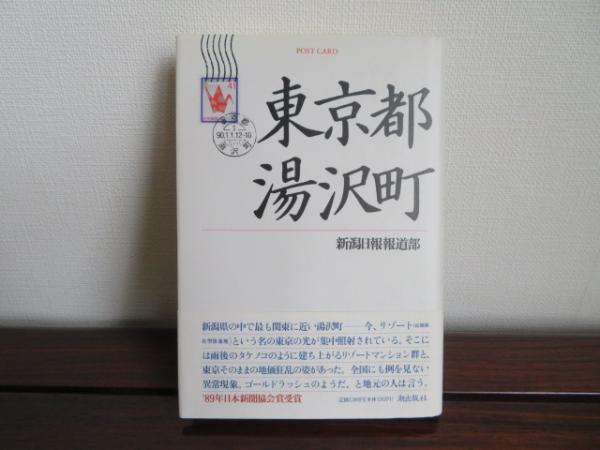 POST CARD
41
90.1.1.12-18
東京都
湯沢町
新潟日報報道部
新潟県の中で最も関東に近い湯沢町――今、リゾート
という名の東京の光が集中照射されている。そこに
は雨後のタケノコのように建ち上がるリゾートマンション群と、
東京そのままの地価狂乱の姿があった。全国にも例を見ない
異常現象。ゴールドラッシュのようだ、と地元の人は言う。
'89年日本新聞協会賞受賞
潮出版社